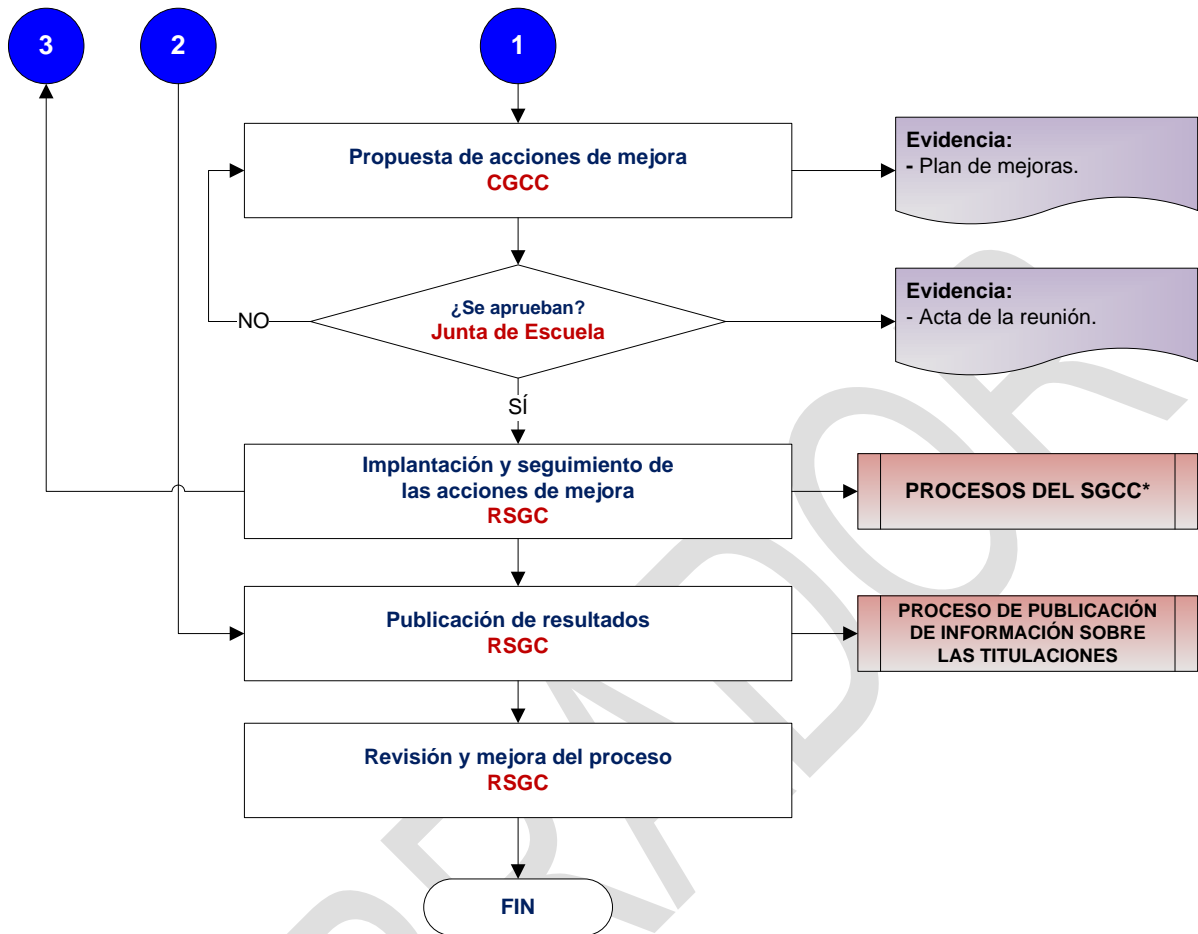 3
2
1
Propuesta de acciones de mejora
CGCC
Evidencia:
- Plan de mejoras.
¿Se aprueban?
Junta de Escuela
NO
Evidencia:
- Acta de la reunión.
SÍ
Implantación y seguimiento de
las acciones de mejora
RSGC
PROCESOS DEL SGCC*
Publicación de resultados
RSGC
PROCESO DE PUBLICACIÓN
DE INFORMACIÓN SOBRE
LAS TITULACIONES
Revisión y mejora del proceso
RSGC
FIN
RRADOR